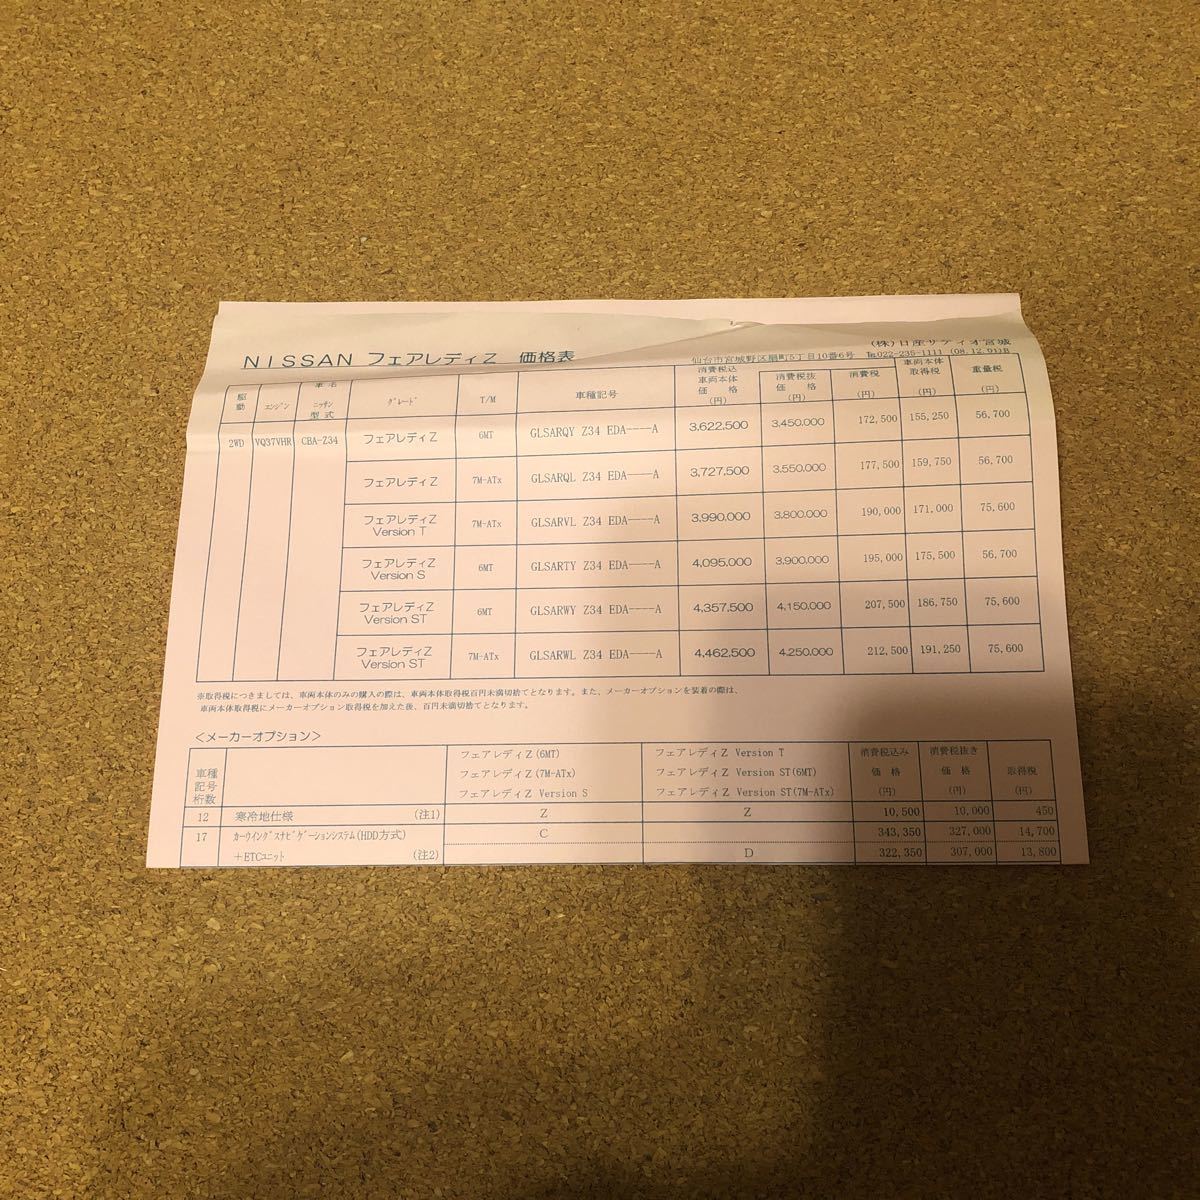 NISSAN フェアレディZ 価格表
(株)日産サティオ宮城
仙台市宮城野区扇町5丁目10番6号 ℡022-235-1111 (08.12.9)JB
駆動 エンジン 車名 ニッサン 型式 グレード T/M 車種記号 消費税込 車両本体 価格 (円) 消費税抜 価格 (円) 消費税 (円) 車両本体 取得税 (円) 重量税 (円)
2WD VQ37VHR CBA-Z34 フェアレディZ 6MT GLSARQY Z34 EDA----A 3,622,500 3,450,000 172,500 155,250 56,700
フェアレディZ 7M-ATx GLSARQL Z34 EDA----A 3,727,500 3,550,000 177,500 159,750 56,700
フェアレディZ Version T 7M-ATx GLSARVL Z34 EDA----A 3,990,000 3,800,000 190,000 171,000 75,600
フェアレディZ Version S 6MT GLSARTY Z34 EDA----A 4,095,000 3,900,000 195,000 175,500 56,700
フェアレディZ Version ST 6MT GLSARWY Z34 EDA----A 4,357,500 4,150,000 207,500 186,750 75,600
フェアレディZ Version ST 7M-ATx GLSARWL Z34 EDA----A 4,462,500 4,250,000 212,500 191,250 75,600
※取得税につきましては、車両本体のみの購入の際は、車両本体取得税百円未満切捨てとなります。また、メーカーオプションを装着の際は、
車両本体取得税にメーカーオプション取得税を加えた後、百円未満切捨てとなります。
＜メーカーオプション＞
車種記号桁数 フェアレディZ(6MT) フェアレディZ(7M-ATx) フェアレディZ Version S フェアレディZ Version T フェアレディZ Version ST(6MT) フェアレディZ Version ST(7M-ATx) 消費税込み 価格 (円) 消費税抜き 価格 (円) 取得税 (円)
12 寒冷地仕様 (注1) Z Z 10,500 10,000 450
17 カーウイングスナビゲーションシステム(HDD方式) C 343,350 327,000 14,700
+ETCユニット (注2) D 322,350 307,000 13,800